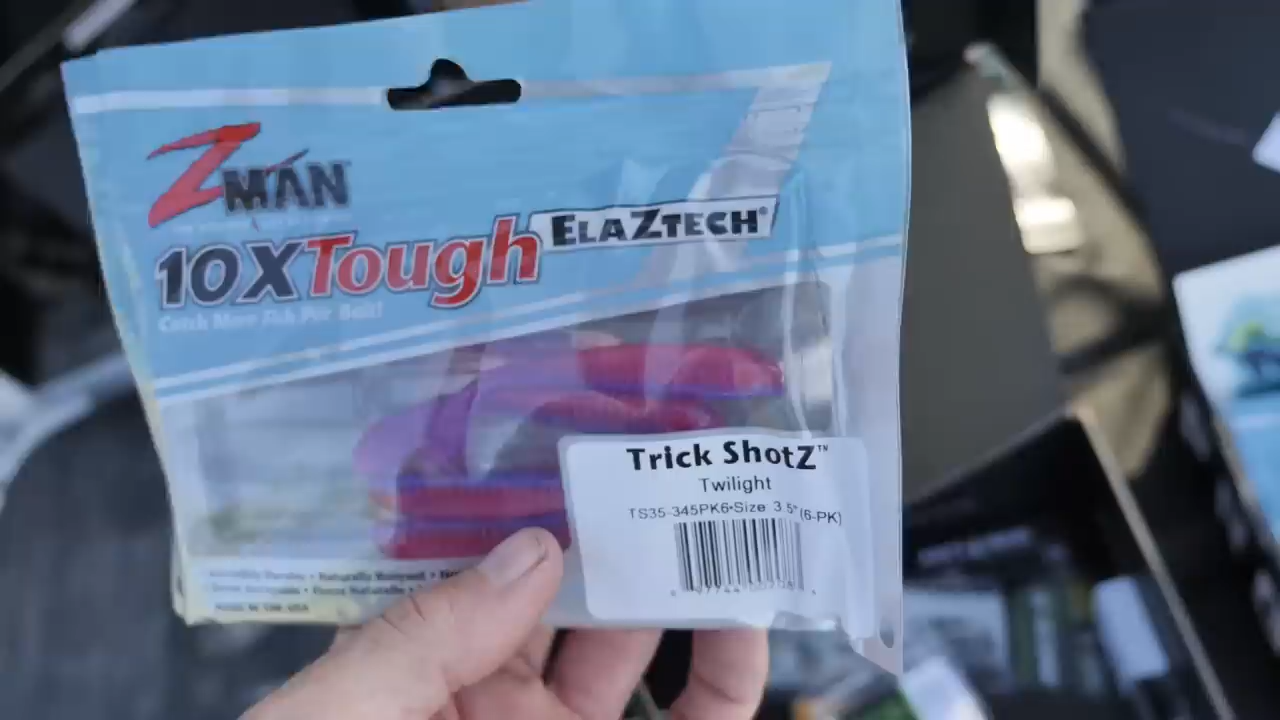 ZMAN
10XTough ELAZTECH®
Catch More Fish Per Bait!
Trick ShotZ™
Twilight
TS35-345PK6•Size 3.5" (6-PK)